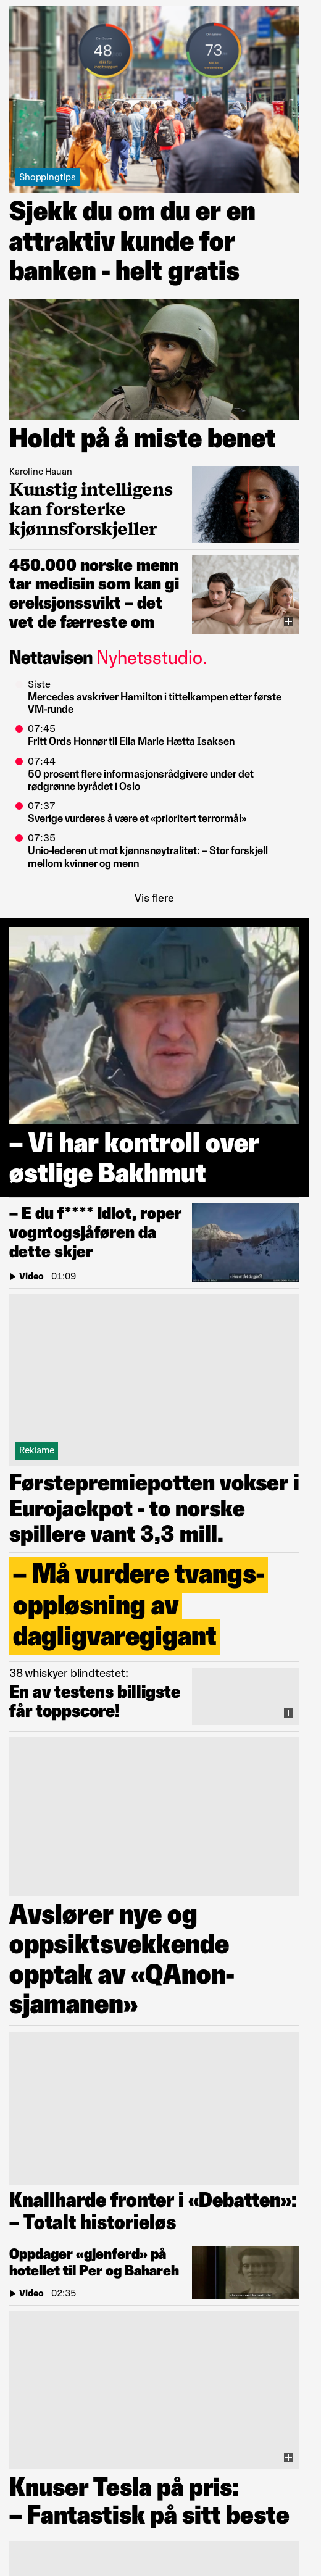 48
73
Shoppingtips
Sjekk du om du er en
attraktiv kunde for
banken - helt gratis
Holdt på å miste benet
Karoline Hauan
Kunstig intelligens
kan forsterke
kjønnsforskjeller
450.000 norske menn
tar medisin som kan gi
ereksjonssvikt – det
vet de færreste om
Nettavisen Nyhetsstudio.
Siste
Mercedes avskriver Hamilton i tittelkampen etter første
VM-runde
07:45
Fritt Ords Honnør til Ella Marie Hætta Isaksen
07:44
50 prosent flere informasjonsrådgivere under det
rødgrønne byrådet i Oslo
07:37
Sverige vurderes å være et «prioritert terrormål»
07:35
Unio-lederen ut mot kjønnsnøytralitet: – Stor forskjell
mellom kvinner og menn
Vis flere
– Vi har kontroll over
østlige Bakhmut
– E du f**** idiot, roper
vogntogsjåføren da
dette skjer
Video | 01:09
Reklame
Førstepremiepotten vokser i
Eurojackpot - to norske
spillere vant 3,3 mill.
– Må vurdere tvangs-
oppløsning av
dagligvaregigant
38 whiskyer blindtestet:
En av testens billigste
får toppscore!
Avslører nye og
oppsiktsvekkende
opptak av «QAnon-
sjamanen»
Knallharde fronter i «Debatten»:
– Totalt historieløs
Oppdager «gjenferd» på
hotellet til Per og Bahareh
Video | 02:35
Knuser Tesla på pris:
– Fantastisk på sitt beste